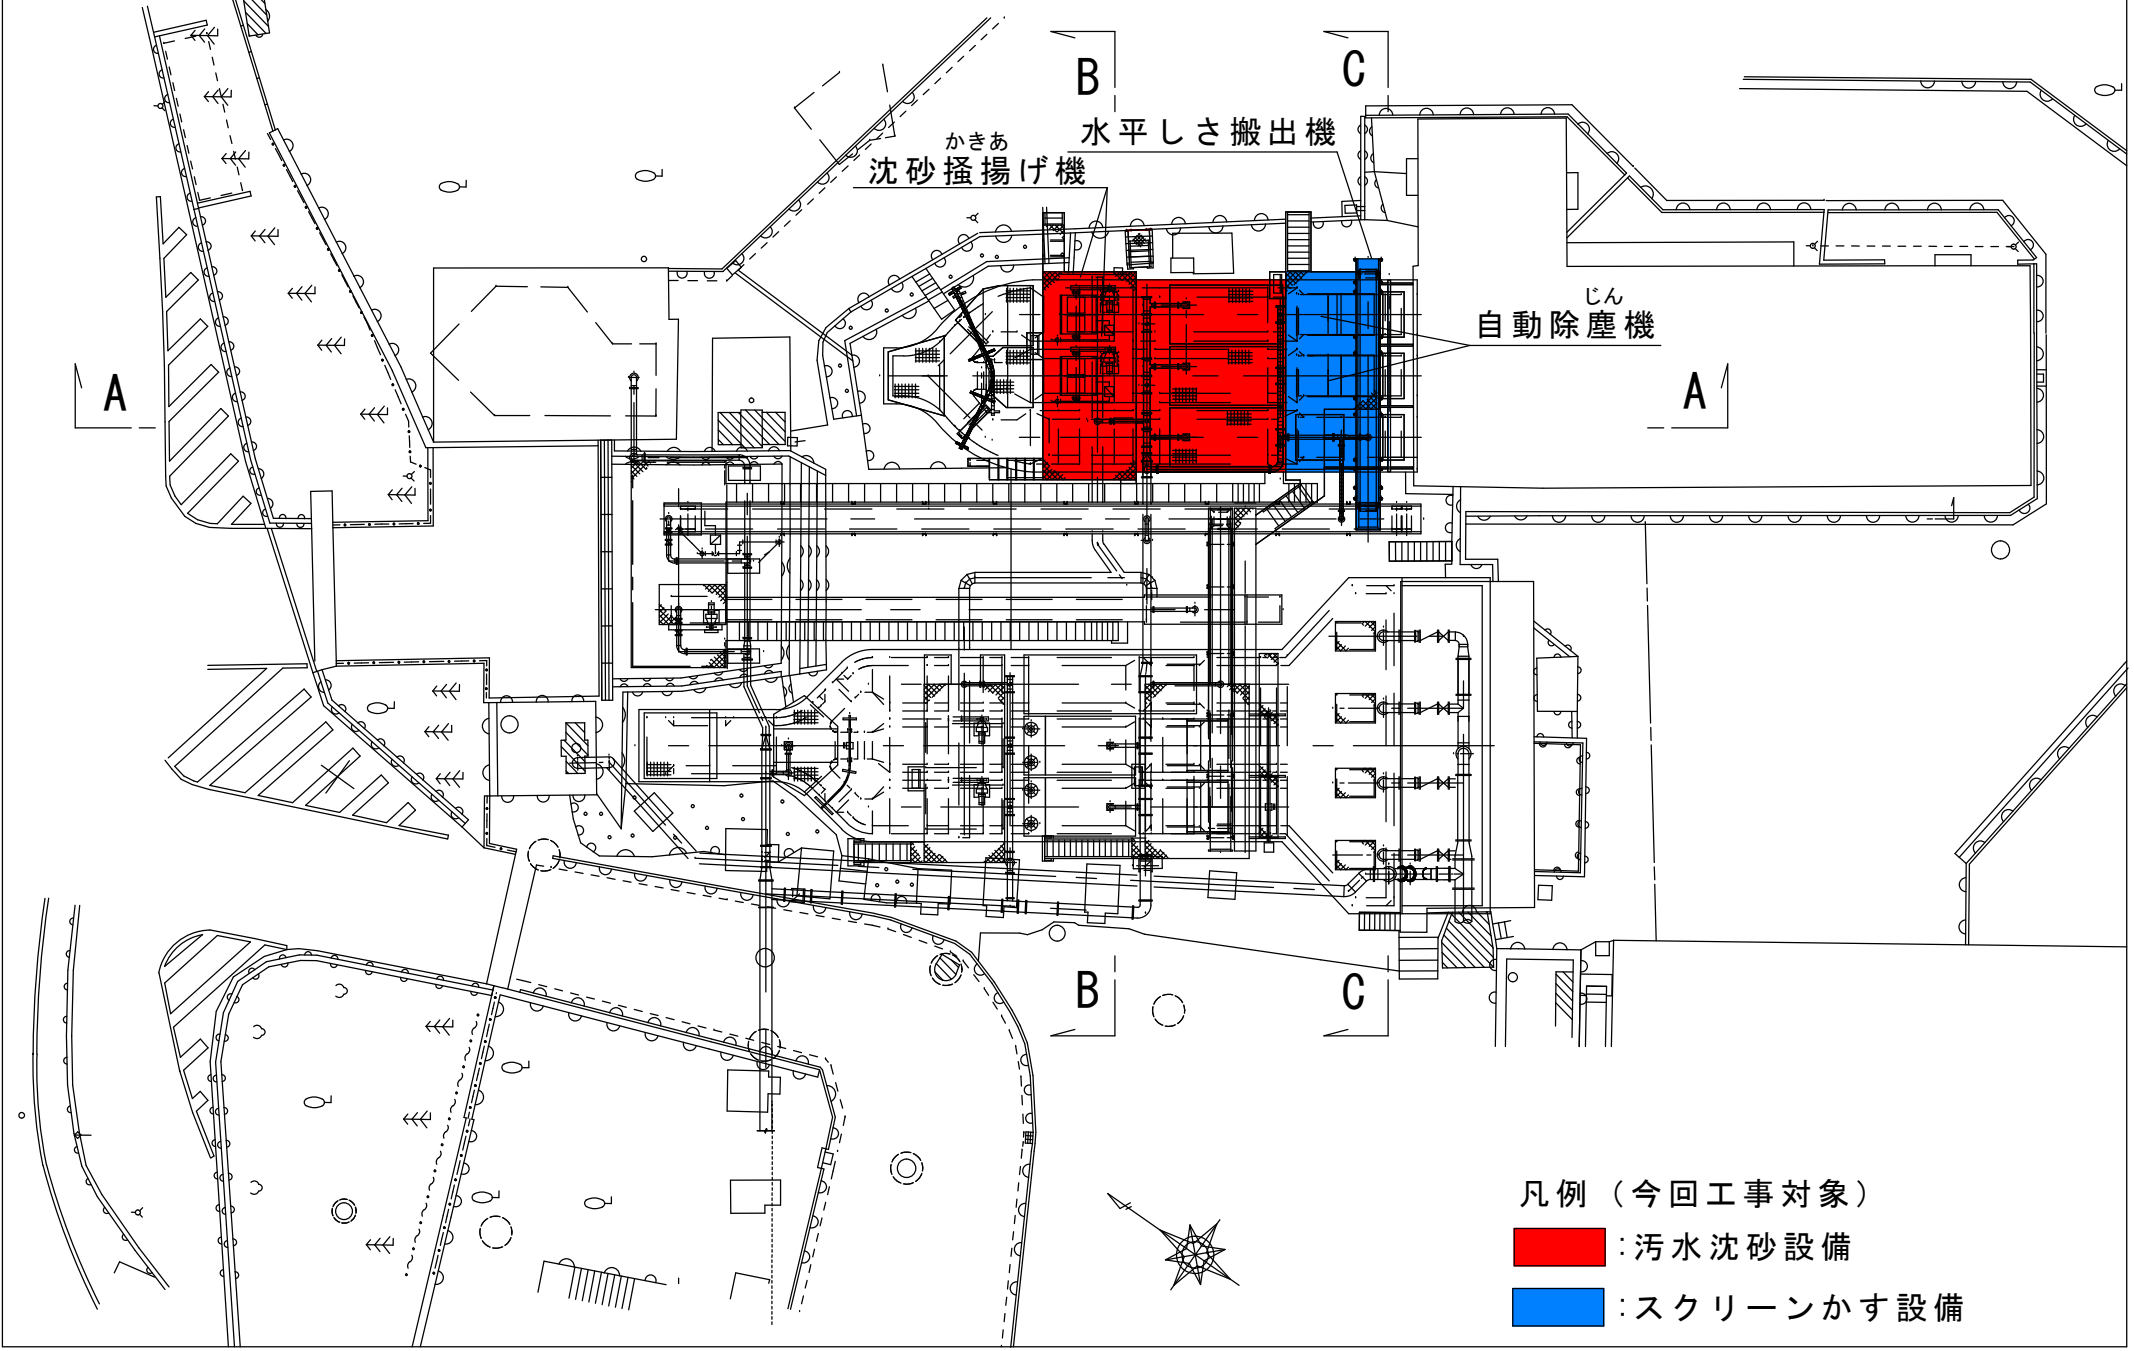 B
C
水平しさ搬出機
かきあ
沈砂掻揚げ機
じん
自動除塵機
A
A
B
C
凡例（今回工事対象）
：汚水沈砂設備
：スクリーンかす設備